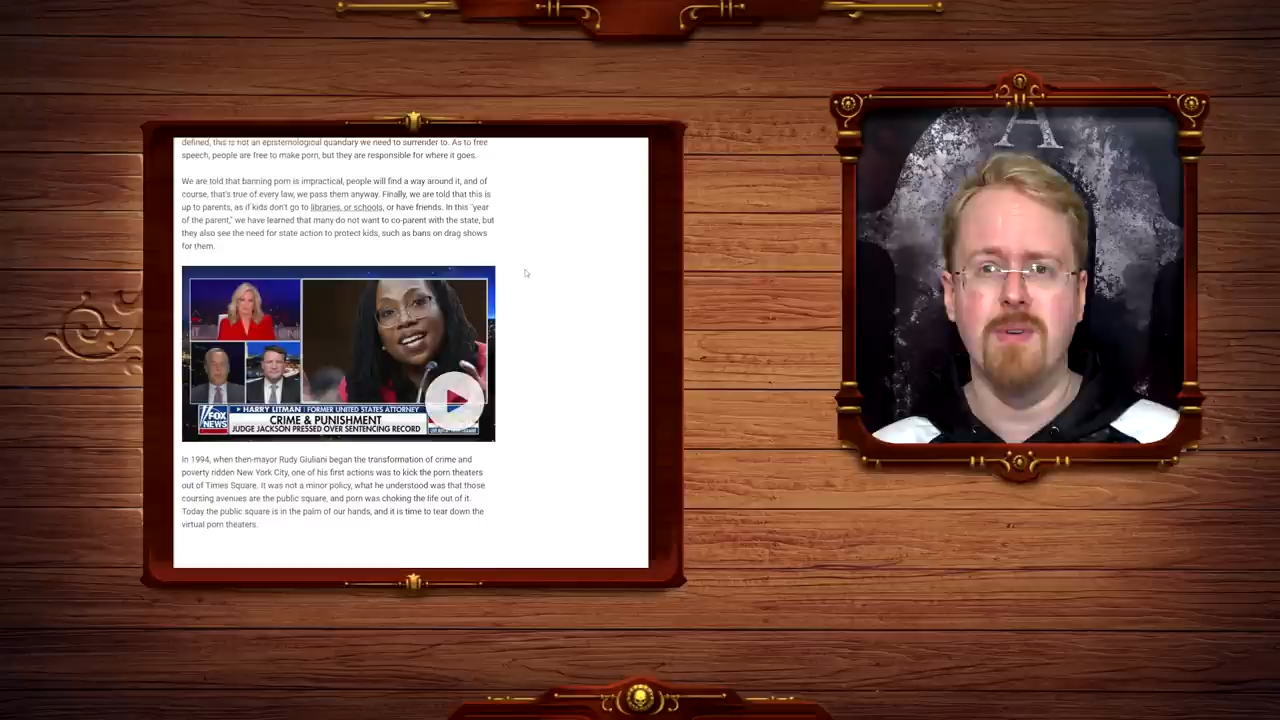 defined, this is not an epistemological quandary we need to surrender to. As to free
speech, people are free to make porn, but they are responsible for where it goes.
We are told that banning porn is impractical, people will find a way around it, and of
course, that's true of every law, we pass them anyway. Finally, we are told that this is
up to parents, as if kids don't go to libraries, or schools, or have friends. In this "year
of the parent," we have learned that many do not want to co-parent with the state, but
they also see the need for state action to protect kids, such as bans on drag shows
for them.
HARRY LITMAN | FORMER UNITED STATES ATTORNEY
FOX
NEWS
CRIME & PUNISHMENT
JUDGE JACKSON PRESSED OVER SENTENCING RECORD
In 1994, when then-mayor Rudy Giuliani began the transformation of crime and
poverty ridden New York City, one of his first actions was to kick the porn theaters
out of Times Square. It was not a minor policy, what he understood was that those
coursing avenues are the public square, and porn was choking the life out of it.
Today the public square is in the palm of our hands, and it is time to tear down the
virtual porn theaters.
A